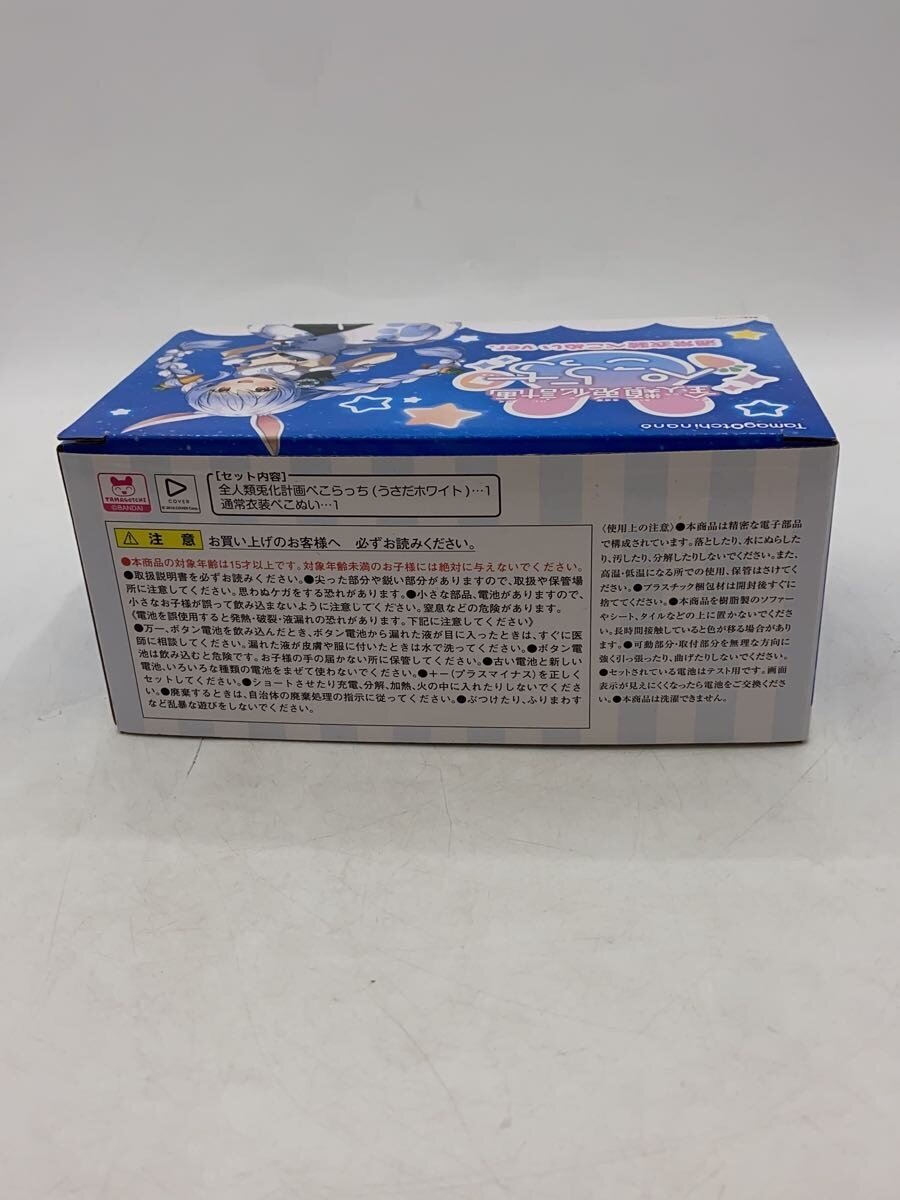 Tamagotchi nano
全人類兎化計画
ぺこらっち
通常衣装ぺこぬい ver.
TAMAGOTCHI
©BANDAI
COVER
© 2016 COVER Corp.
[セット内容]
全人類兎化計画ぺこらっち(うさだホワイト)…1
通常衣装ぺこぬい…1
注意 お買い上げのお客様へ 必ずお読みください。
●本商品の対象年齢は15才以上です。対象年齢未満のお子様には絶対に与えないでください。
●取扱説明書を必ずお読みください。●尖った部分や鋭い部分がありますので、取扱や保管場
所に注意してください。思わぬケガをする恐れがあります。●小さな部品、電池がありますので、
小さなお子様が誤って飲み込まないように注意してください。窒息などの危険があります。
《電池を誤使用すると発熱・破裂・液漏れの恐れがあります。下記に注意してください》
●万一、ボタン電池を飲み込んだとき、ボタン電池から漏れた液が目に入ったときは、すぐに医
師に相談してください。漏れた液が皮膚や服に付いたときは水で洗ってください。●ボタン電
池は飲み込むと危険です。お子様の手の届かない所に保管してください。●古い電池と新しい
電池、いろいろな種類の電池をまぜて使わないでください。●+－(プラスマイナス)を正しく
セットしてください。●ショートさせたり充電、分解、加熱、火の中に入れたりしないでくださ
い。●廃棄するときは、自治体の廃棄処理の指示に従ってください。●ぶつけたり、ふりまわす
など乱暴な遊びをしないでください。
〈使用上の注意〉●本商品は精密な電子部品
で構成されています。落としたり、水にぬらした
り、汚したり、分解したりしないでください。また、
高温・低温になる所での使用、保管はさけてくだ
さい。●プラスチック梱包材は開封後すぐに
捨ててください。●本商品を樹脂製のソファー
やシート、タイルなどの上に置かないでくださ
い。長時間接触していると色が移る場合があり
ます。●可動部分・取付部分を無理な方向に
強く引っ張ったり、曲げたりしないでください。
●セットされている電池はテスト用です。画面
表示が見えにくくなったら電池をご交換くださ
い。●本商品は洗濯できません。